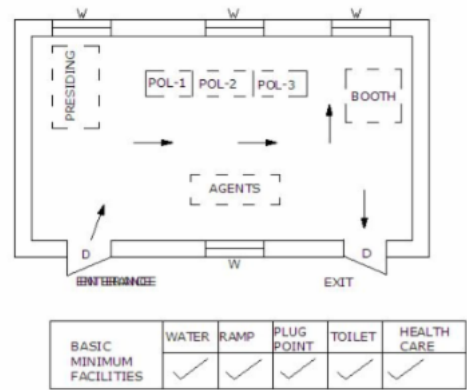 W W W
PRESIDING
POL-1 POL-2 POL-3
BOOTH
AGENTS
D D
W
ENTERANCE EXIT
BASIC MINIMUM FACILITIES
WATER RAMP PLUG POINT TOILET HEALTH CARE